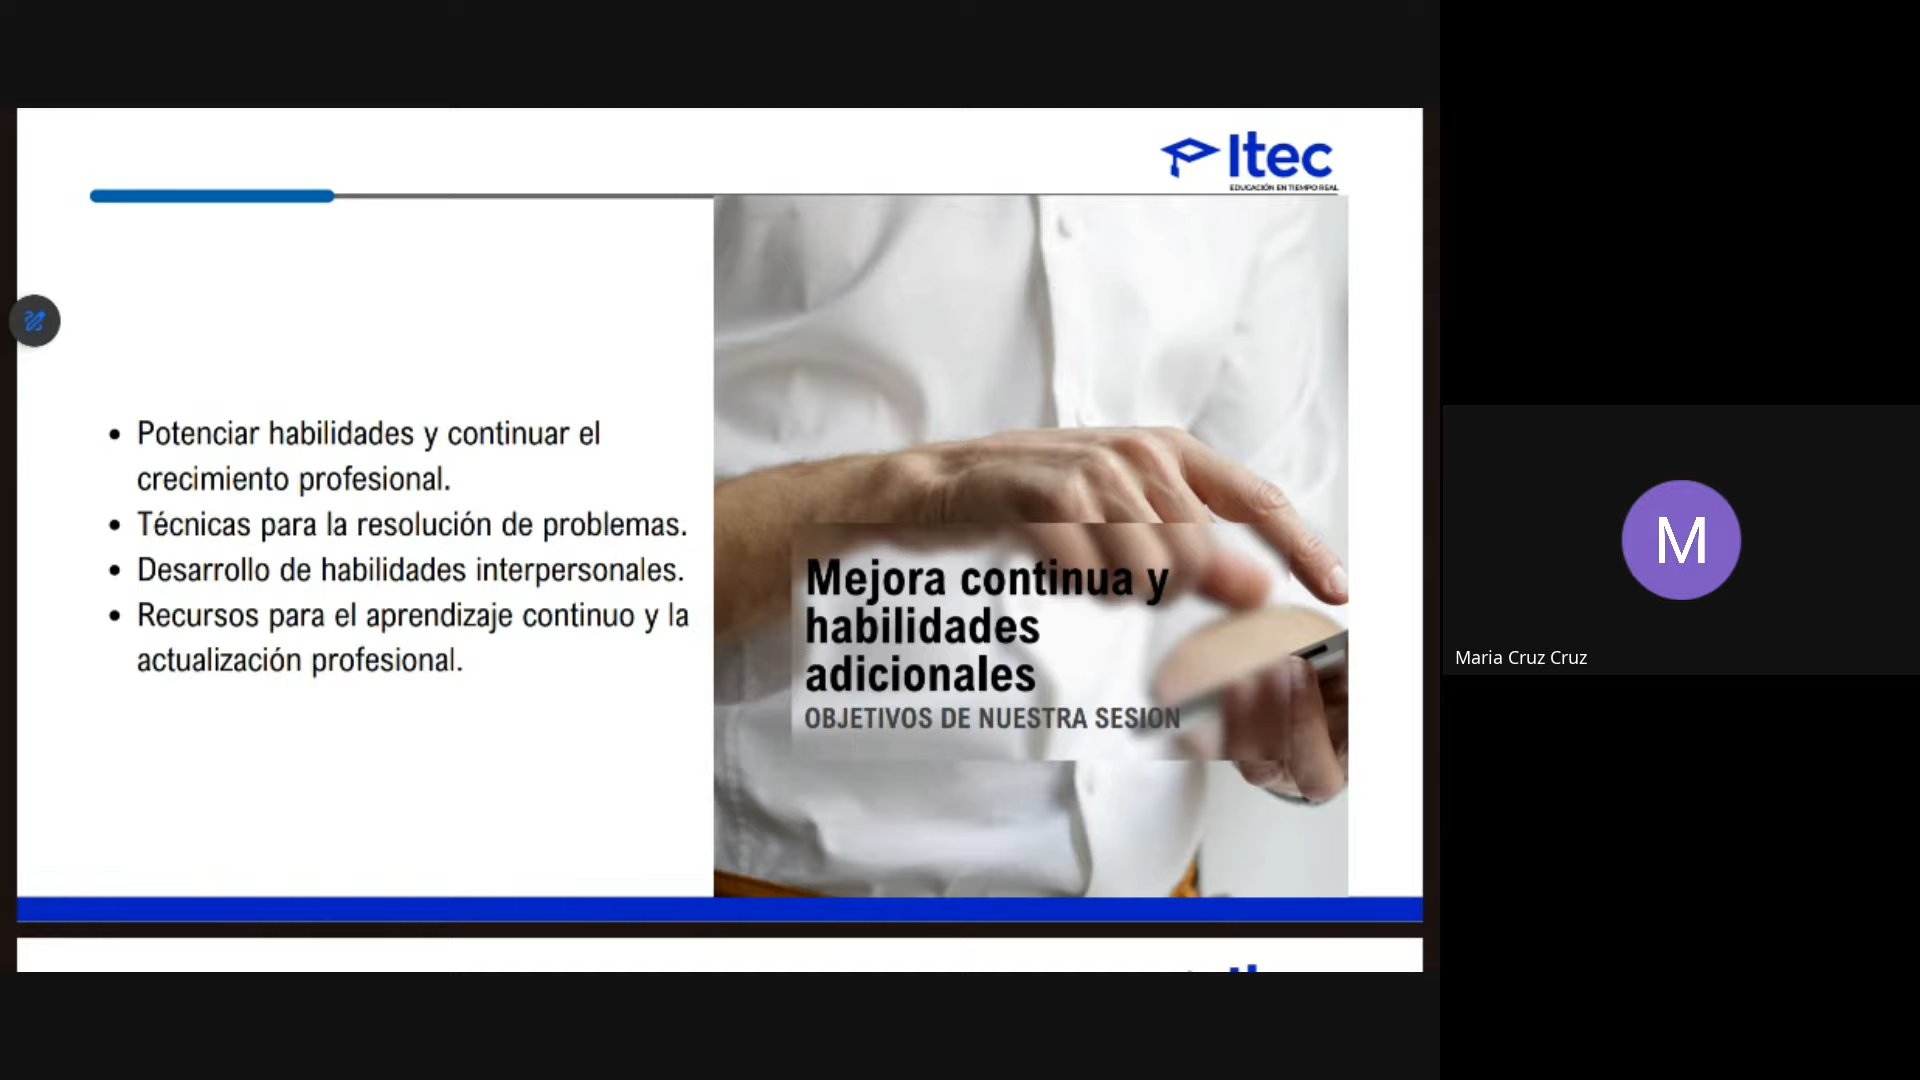 Itec
EDUCACIÓN EN TIEMPO REAL
• Potenciar habilidades y continuar el
crecimiento profesional.
• Técnicas para la resolución de problemas.
• Desarrollo de habilidades interpersonales.
• Recursos para el aprendizaje continuo y la
actualización profesional.
Mejora continua y
habilidades
adicionales
OBJETIVOS DE NUESTRA SESION
M
Maria Cruz Cruz